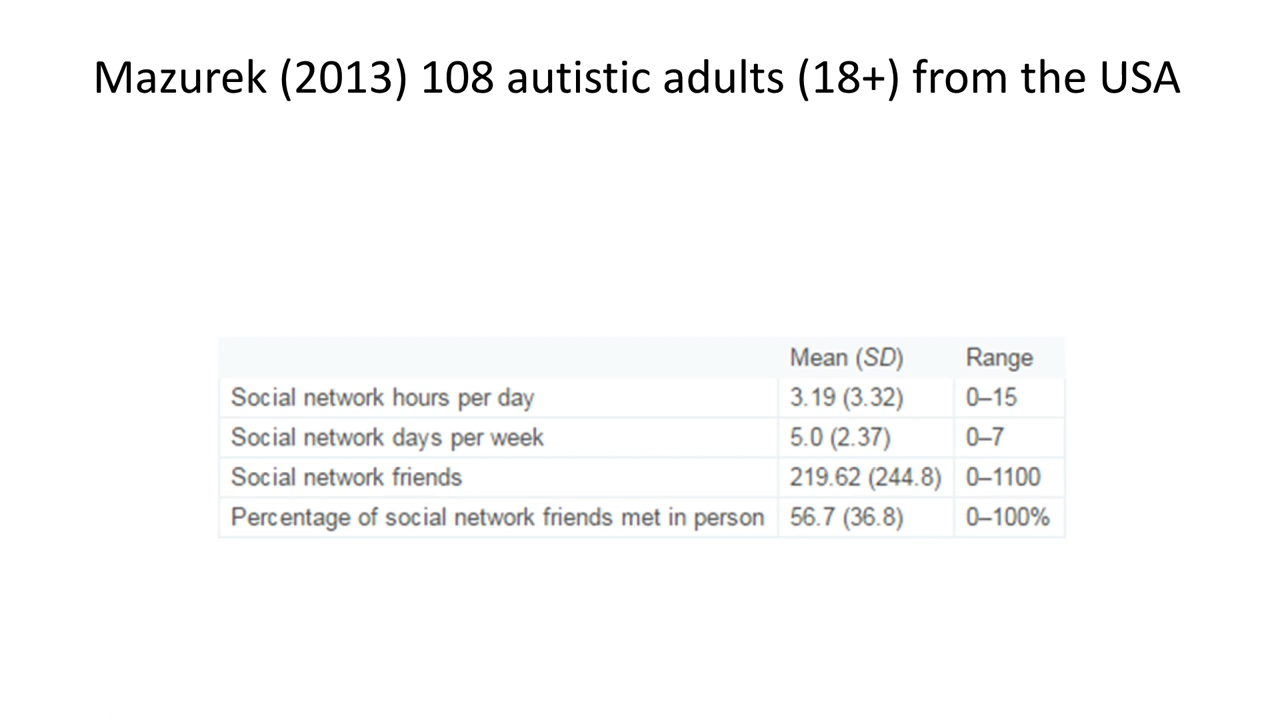 Mazurek (2013) 108 autistic adults (18+) from the USA
Mean (SD) Range
Social network hours per day 3.19 (3.32) 0–15
Social network days per week 5.0 (2.37) 0–7
Social network friends 219.62 (244.8) 0–1100
Percentage of social network friends met in person 56.7 (36.8) 0–100%